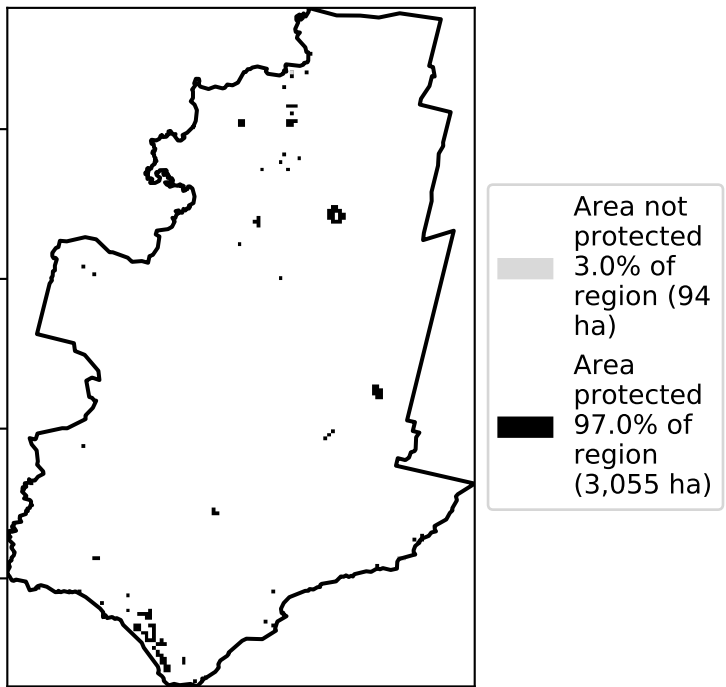 Area not
protected
3.0% of
region (94
ha)
Area
protected
97.0% of
region
(3,055 ha)